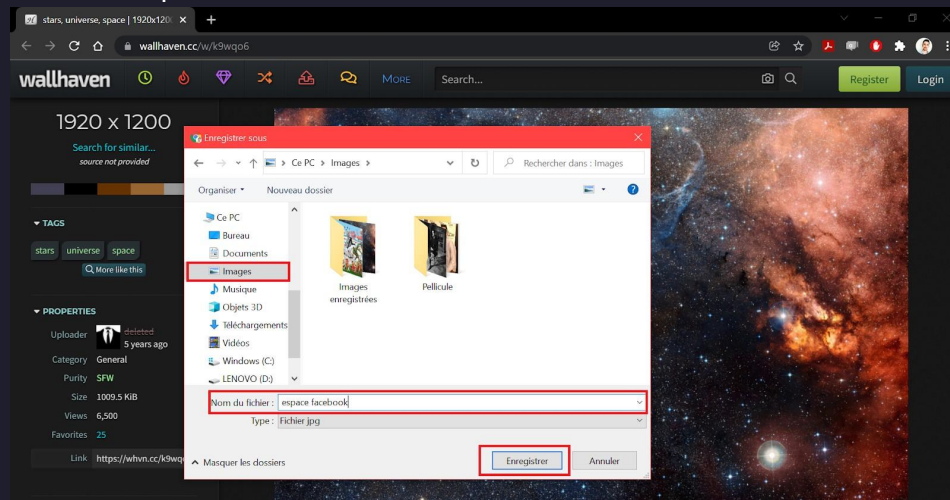 stars, universe, space | 1920x120
wallhaven.cc/w/k9wqo6
wallhaven
More
Search...
Register
Login
1920 x 1200
Search for similar...
source not provided
TAGS
stars
universe
space
More like this
PROPERTIES
Uploader
deleted
5 years ago
Category General
Purity SFW
Size 1009.5 KiB
Views 6,500
Favorites 25
Link https://whvn.cc/k9wq
Enregistrer sous
Ce PC > Images >
Rechercher dans : Images
Organiser
Nouveau dossier
Ce PC
Bureau
Documents
Images
Musique
Objets 3D
Téléchargements
Vidéos
Windows (C:)
LENOVO (D:)
Images
enregistrées
Pellicule
Nom du fichier : espace facebook
Type : Fichier jpg
Masquer les dossiers
Enregistrer
Annuler